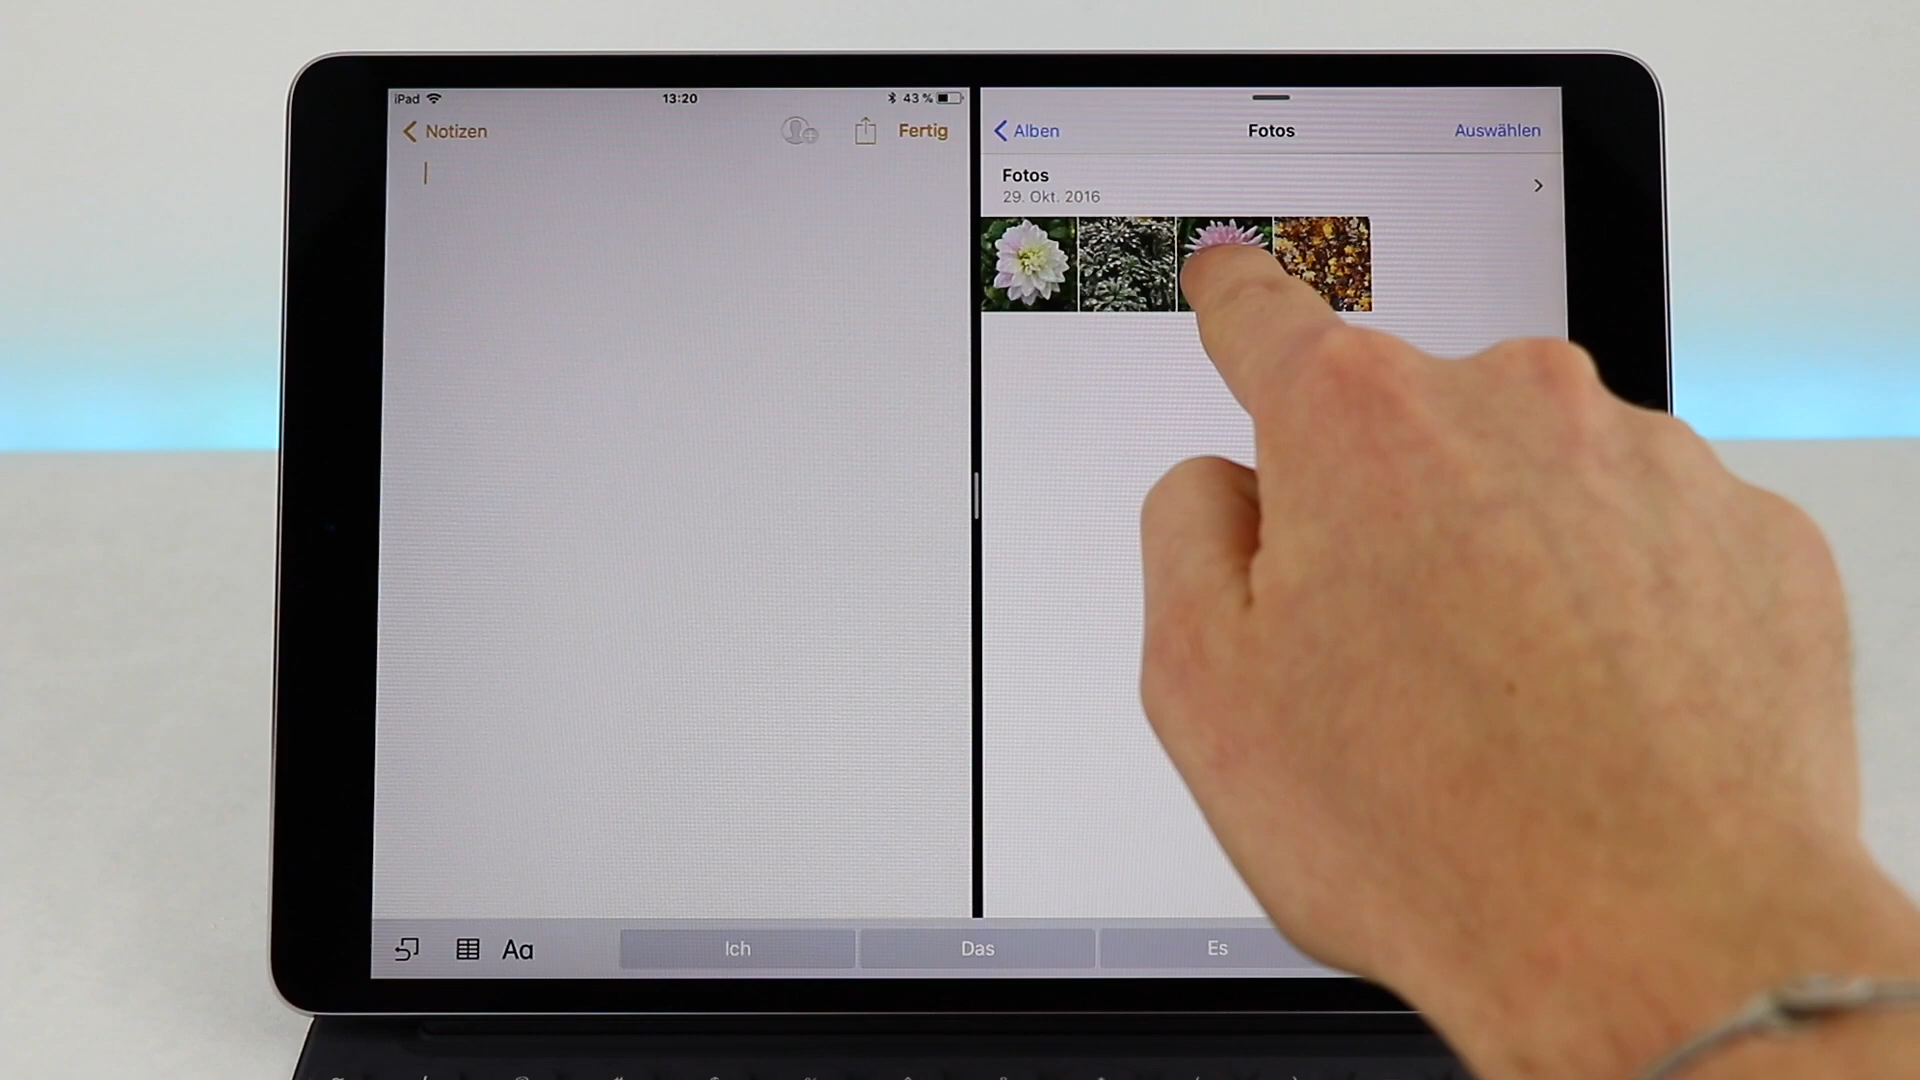 iPad 13:20 43 %
Notizen Fertig
Alben Fotos Auswählen
Fotos
29. Okt. 2016
Aa Ich Das Es